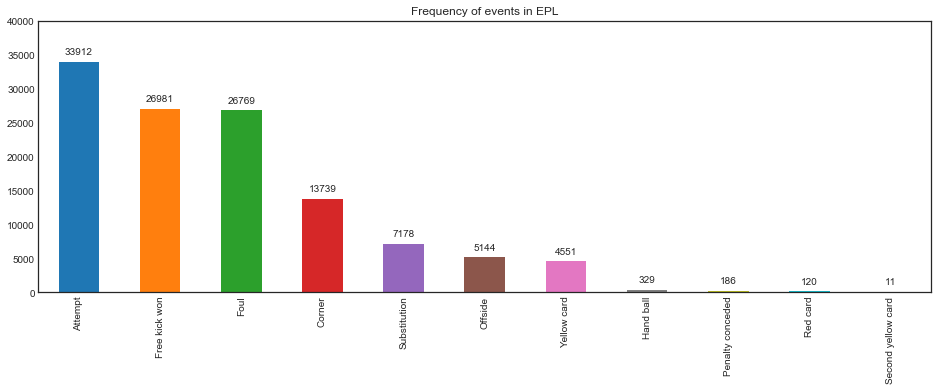 Frequency of events in EPL
40000
35000
30000
25000
20000
15000
10000
5000
0
33912
26981
26769
13739
7178
5144
4551
329
186
120
11
Attempt
Free kick won
Foul
Corner
Substitution
Offside
Yellow card
Hand ball
Penalty conceded
Red card
Second yellow card